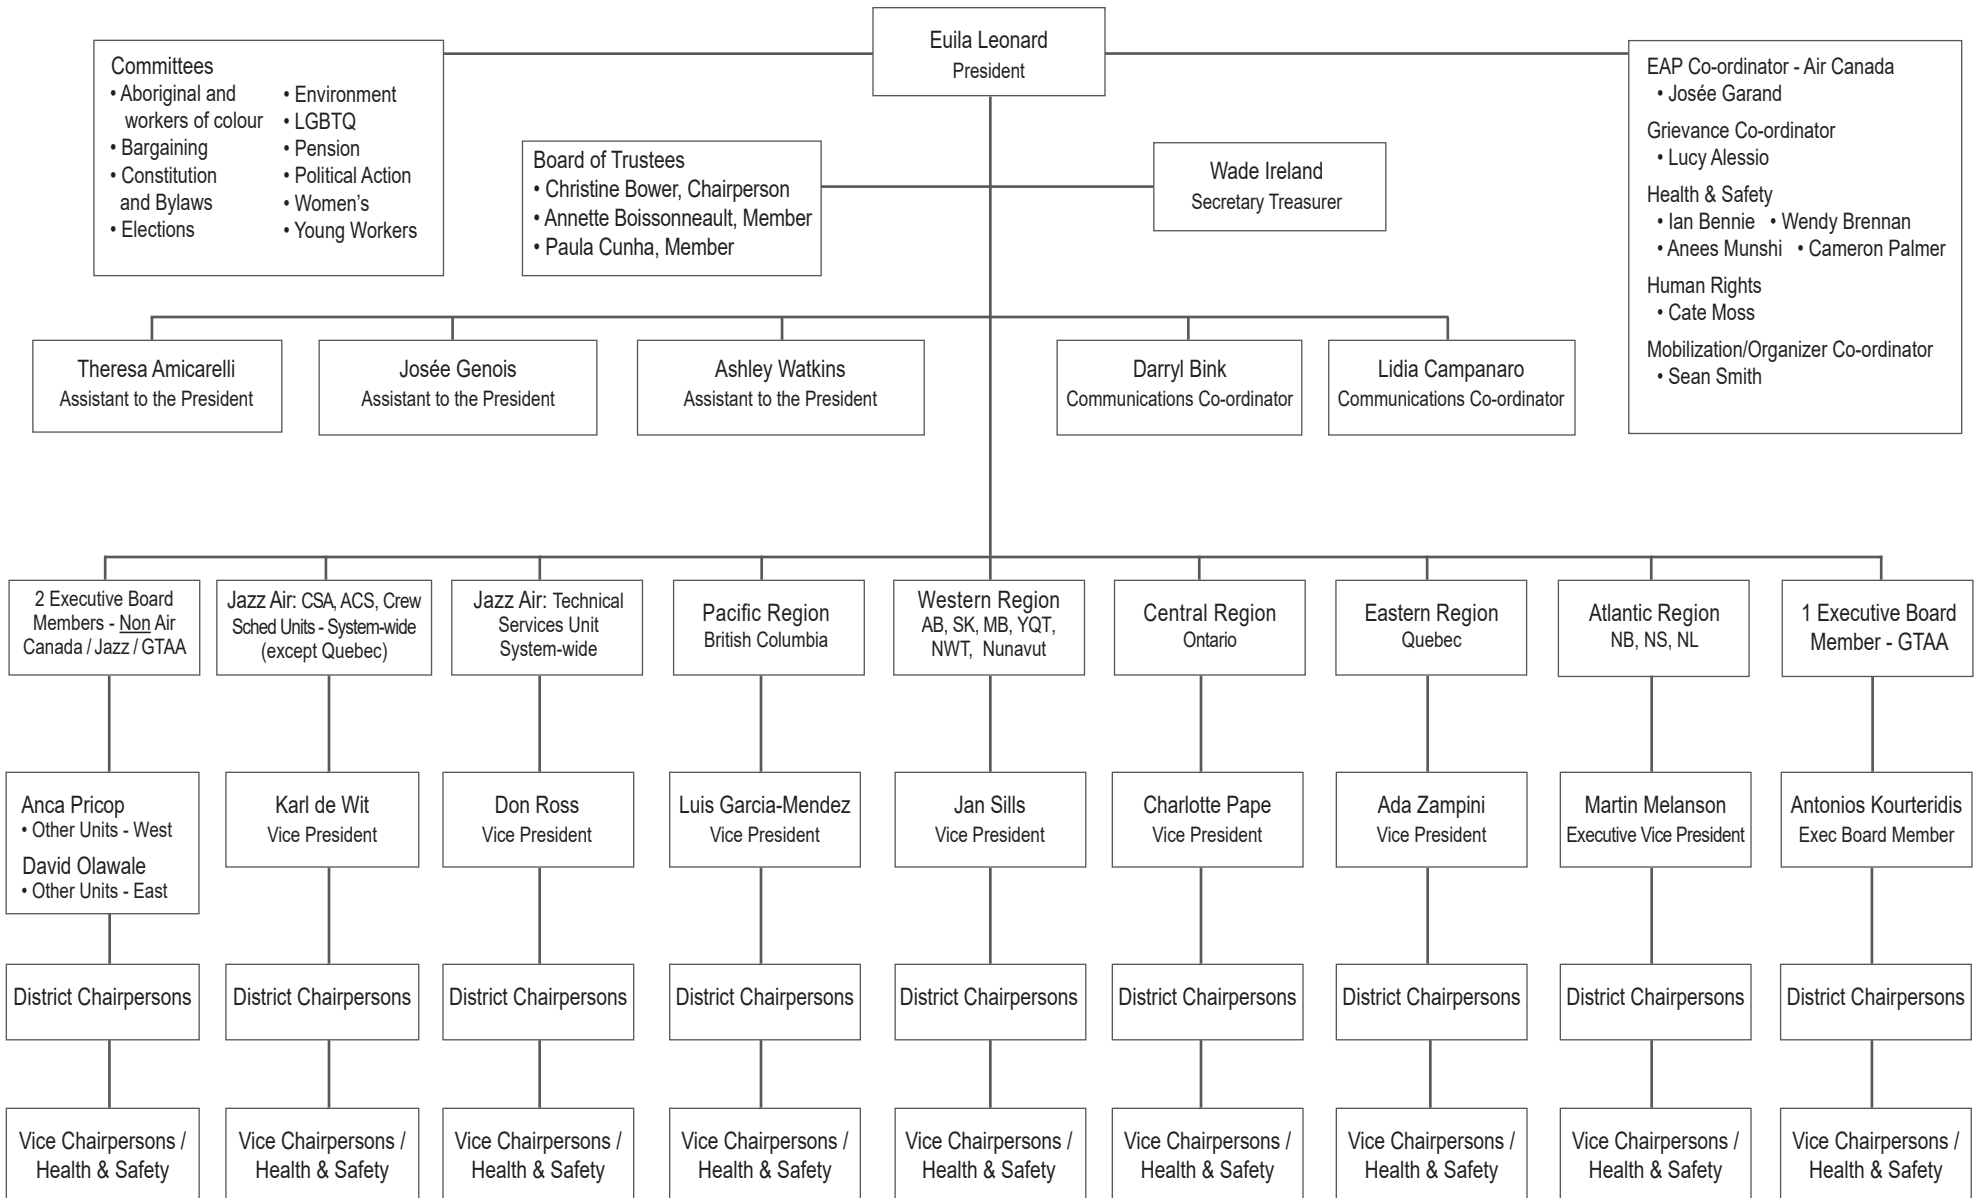 Euila Leonard
President
Committees
• Aboriginal and
workers of colour
• Bargaining
• Constitution
and Bylaws
• Elections
• Environment
• LGBTQ
• Pension
• Political Action
• Women's
• Young Workers
Board of Trustees
• Christine Bower, Chairperson
• Annette Boissonneault, Member
• Paula Cunha, Member
Wade Ireland
Secretary Treasurer
EAP Co-ordinator - Air Canada
• Josée Garand
Grievance Co-ordinator
• Lucy Alessio
Health & Safety
• Ian Bennie • Wendy Brennan
• Anees Munshi • Cameron Palmer
Human Rights
• Cate Moss
Mobilization/Organizer Co-ordinator
• Sean Smith
Theresa Amicarelli
Assistant to the President
Josée Genois
Assistant to the President
Ashley Watkins
Assistant to the President
Darryl Bink
Communications Co-ordinator
Lidia Campanaro
Communications Co-ordinator
2 Executive Board
Members - Non Air
Canada / Jazz / GTAA
Jazz Air: CSA, ACS, Crew
Sched Units - System-wide
(except Quebec)
Jazz Air: Technical
Services Unit
System-wide
Pacific Region
British Columbia
Western Region
AB, SK, MB, YQT,
NWT, Nunavut
Central Region
Ontario
Eastern Region
Quebec
Atlantic Region
NB, NS, NL
1 Executive Board
Member - GTAA
Anca Pricop
• Other Units - West
David Olawale
• Other Units - East
Karl de Wit
Vice President
Don Ross
Vice President
Luis Garcia-Mendez
Vice President
Jan Sills
Vice President
Charlotte Pape
Vice President
Ada Zampini
Vice President
Martin Melanson
Executive Vice President
Antonios Kourteridis
Exec Board Member
District Chairpersons
District Chairpersons
District Chairpersons
District Chairpersons
District Chairpersons
District Chairpersons
District Chairpersons
District Chairpersons
District Chairpersons
Vice Chairpersons /
Health & Safety
Vice Chairpersons /
Health & Safety
Vice Chairpersons /
Health & Safety
Vice Chairpersons /
Health & Safety
Vice Chairpersons /
Health & Safety
Vice Chairpersons /
Health & Safety
Vice Chairpersons /
Health & Safety
Vice Chairpersons /
Health & Safety
Vice Chairpersons /
Health & Safety